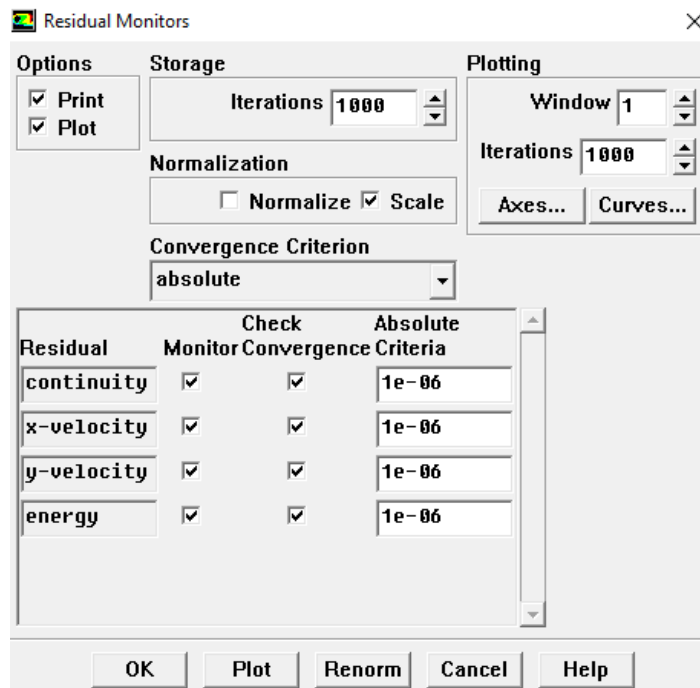 Residual Monitors
Options
Print
Plot
Storage
Iterations 1000
Normalization
Normalize Scale
Convergence Criterion
absolute
Plotting
Window 1
Iterations 1000
Axes... Curves...
Residual Monitor Check Convergence Absolute Criteria
continuity 1e-06
x-velocity 1e-06
y-velocity 1e-06
energy 1e-06
OK Plot Renorm Cancel Help